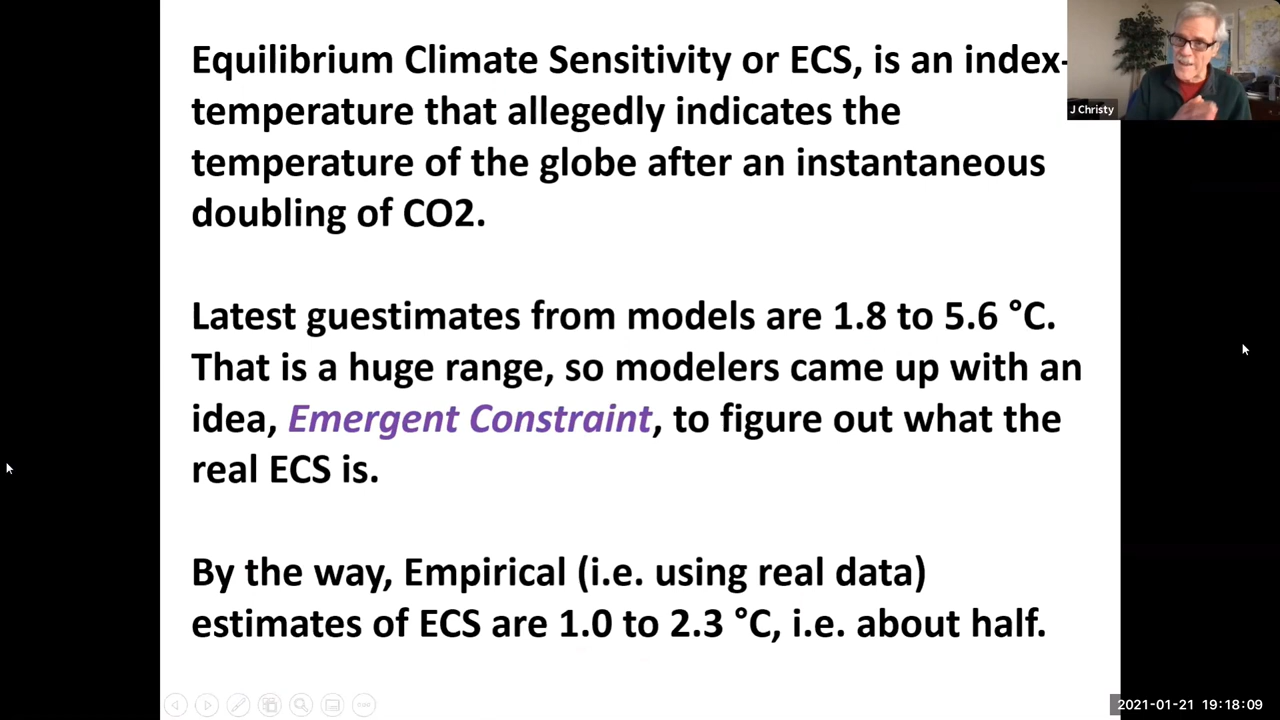 Equilibrium Climate Sensitivity or ECS, is an index-
temperature that allegedly indicates the
temperature of the globe after an instantaneous
doubling of CO2.
Latest guestimates from models are 1.8 to 5.6 °C.
That is a huge range, so modelers came up with an
idea, Emergent Constraint, to figure out what the
real ECS is.
By the way, Empirical (i.e. using real data)
estimates of ECS are 1.0 to 2.3 °C, i.e. about half.
J Christy
2021-01-21 19:18:09